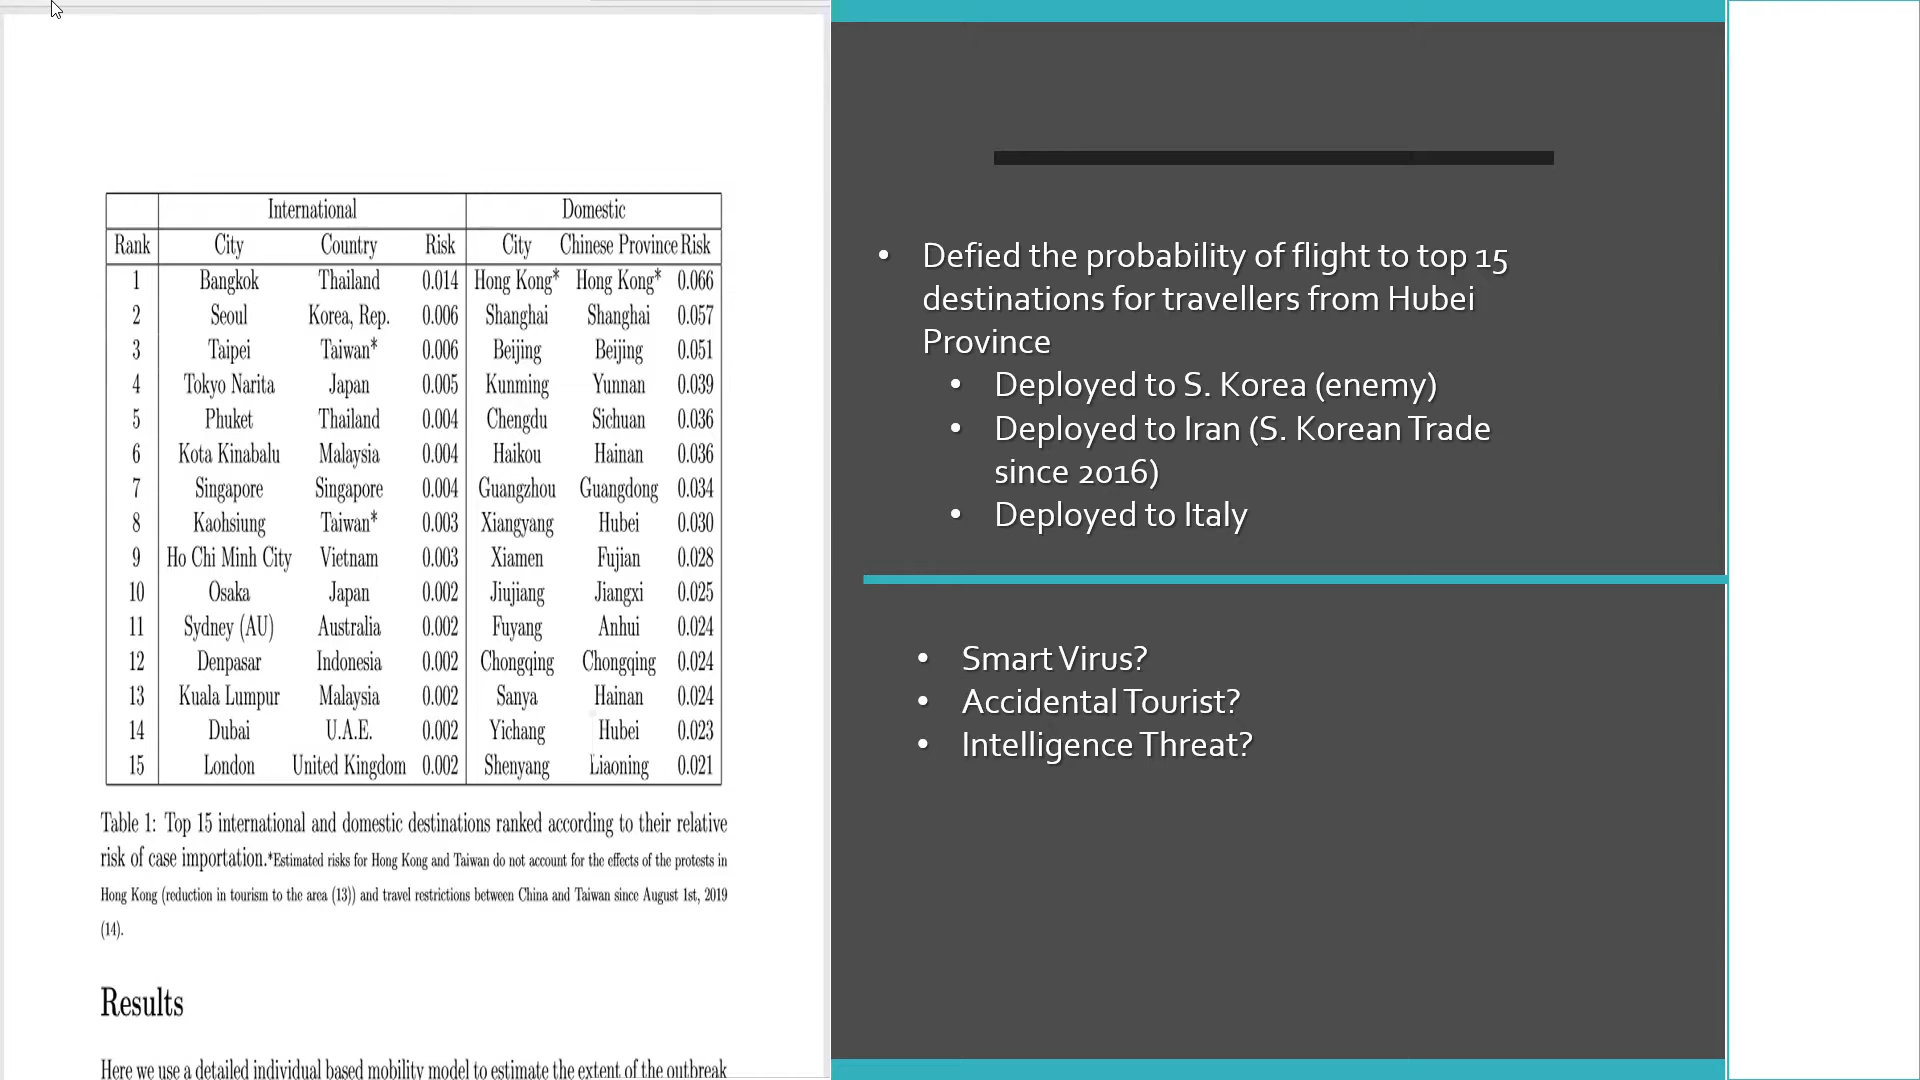 International Domestic
Rank City Country Risk City Chinese Province Risk
1 Bangkok Thailand 0.014 Hong Kong* Hong Kong* 0.066
2 Seoul Korea, Rep. 0.006 Shanghai Shanghai 0.057
3 Taipei Taiwan* 0.006 Beijing Beijing 0.051
4 Tokyo Narita Japan 0.005 Kunming Yunnan 0.039
5 Phuket Thailand 0.004 Chengdu Sichuan 0.036
6 Kota Kinabalu Malaysia 0.004 Haikou Hainan 0.036
7 Singapore Singapore 0.004 Guangzhou Guangdong 0.034
8 Kaohsiung Taiwan* 0.003 Xiangyang Hubei 0.030
9 Ho Chi Minh City Vietnam 0.003 Xiamen Fujian 0.028
10 Osaka Japan 0.002 Jiujiang Jiangxi 0.025
11 Sydney (AU) Australia 0.002 Fuyang Anhui 0.024
12 Denpasar Indonesia 0.002 Chongqing Chongqing 0.024
13 Kuala Lumpur Malaysia 0.002 Sanya Hainan 0.024
14 Dubai U.A.E. 0.002 Yichang Hubei 0.023
15 London United Kingdom 0.002 Shenyang Liaoning 0.021
Table 1: Top 15 international and domestic destinations ranked according to their relative
risk of case importation.*Estimated risks for Hong Kong and Taiwan do not account for the effects of the protests in
Hong Kong (reduction in tourism to the area (13)) and travel restrictions between China and Taiwan since August 1st, 2019
(14).
Results
Here we use a detailed individual based mobility model to estimate the extent of the outbreak
• Defied the probability of flight to top 15
destinations for travellers from Hubei
Province
• Deployed to S. Korea (enemy)
• Deployed to Iran (S. Korean Trade
since 2016)
• Deployed to Italy
• Smart Virus?
• Accidental Tourist?
• Intelligence Threat?